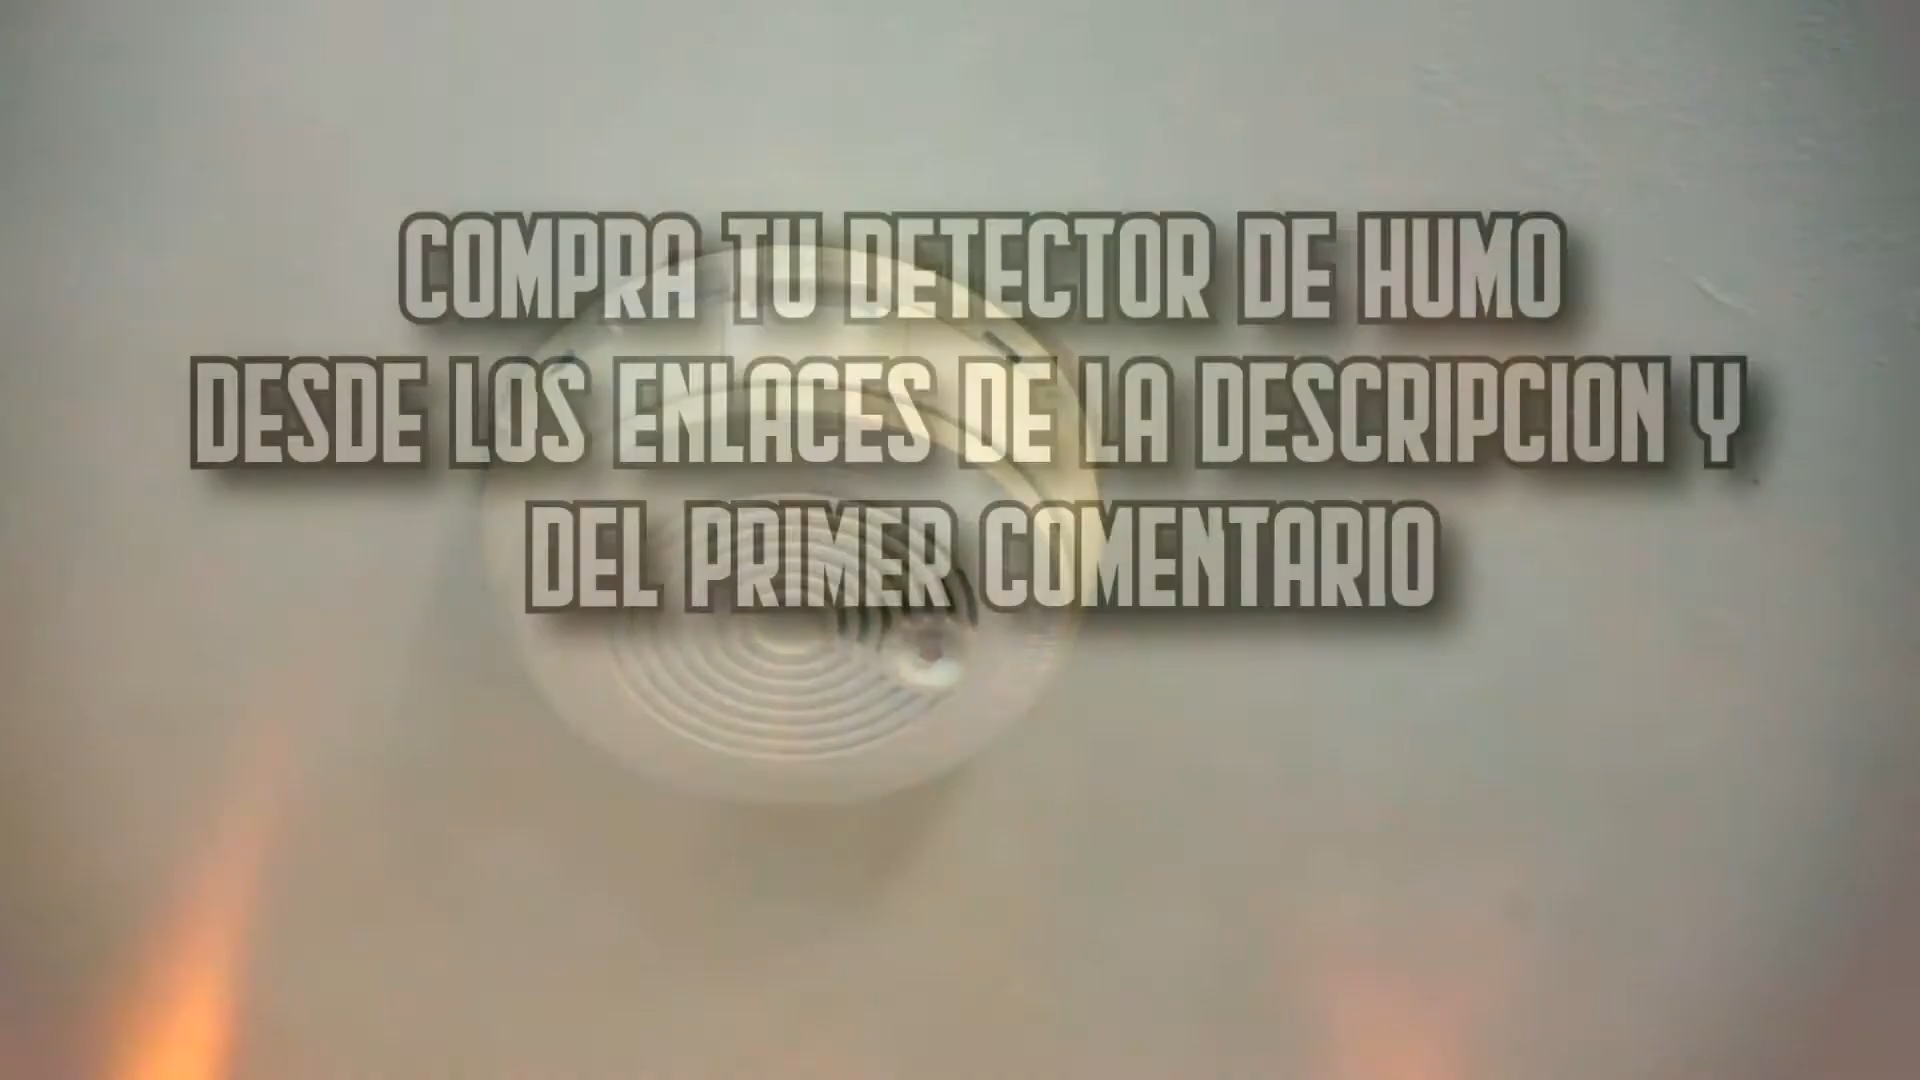 COMPRA TU DETECTOR DE HUMO
DESDE LOS ENLACES DE LA DESCRIPCION Y
DEL PRIMER COMENTARIO